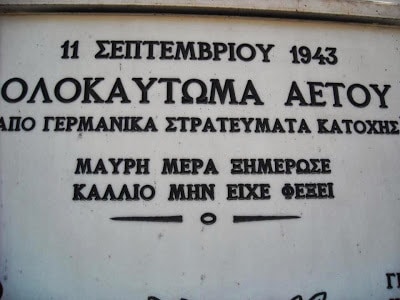 11 ΣΕΠΤΕΜΒΡΙΟΥ 1943
ΟΛΟΚΑΥΤΩΜΑ ΑΕΤΟΥ
ΑΠΟ ΓΕΡΜΑΝΙΚΑ ΣΤΡΑΤΕΥΜΑΤΑ ΚΑΤΟΧΗΣ
ΜΑΥΡΗ ΜΕΡΑ ΞΗΜΕΡΩΣΕ
ΚΑΛΛΙΟ ΜΗΝ ΕΙΧΕ ΦΕΞΕΙ